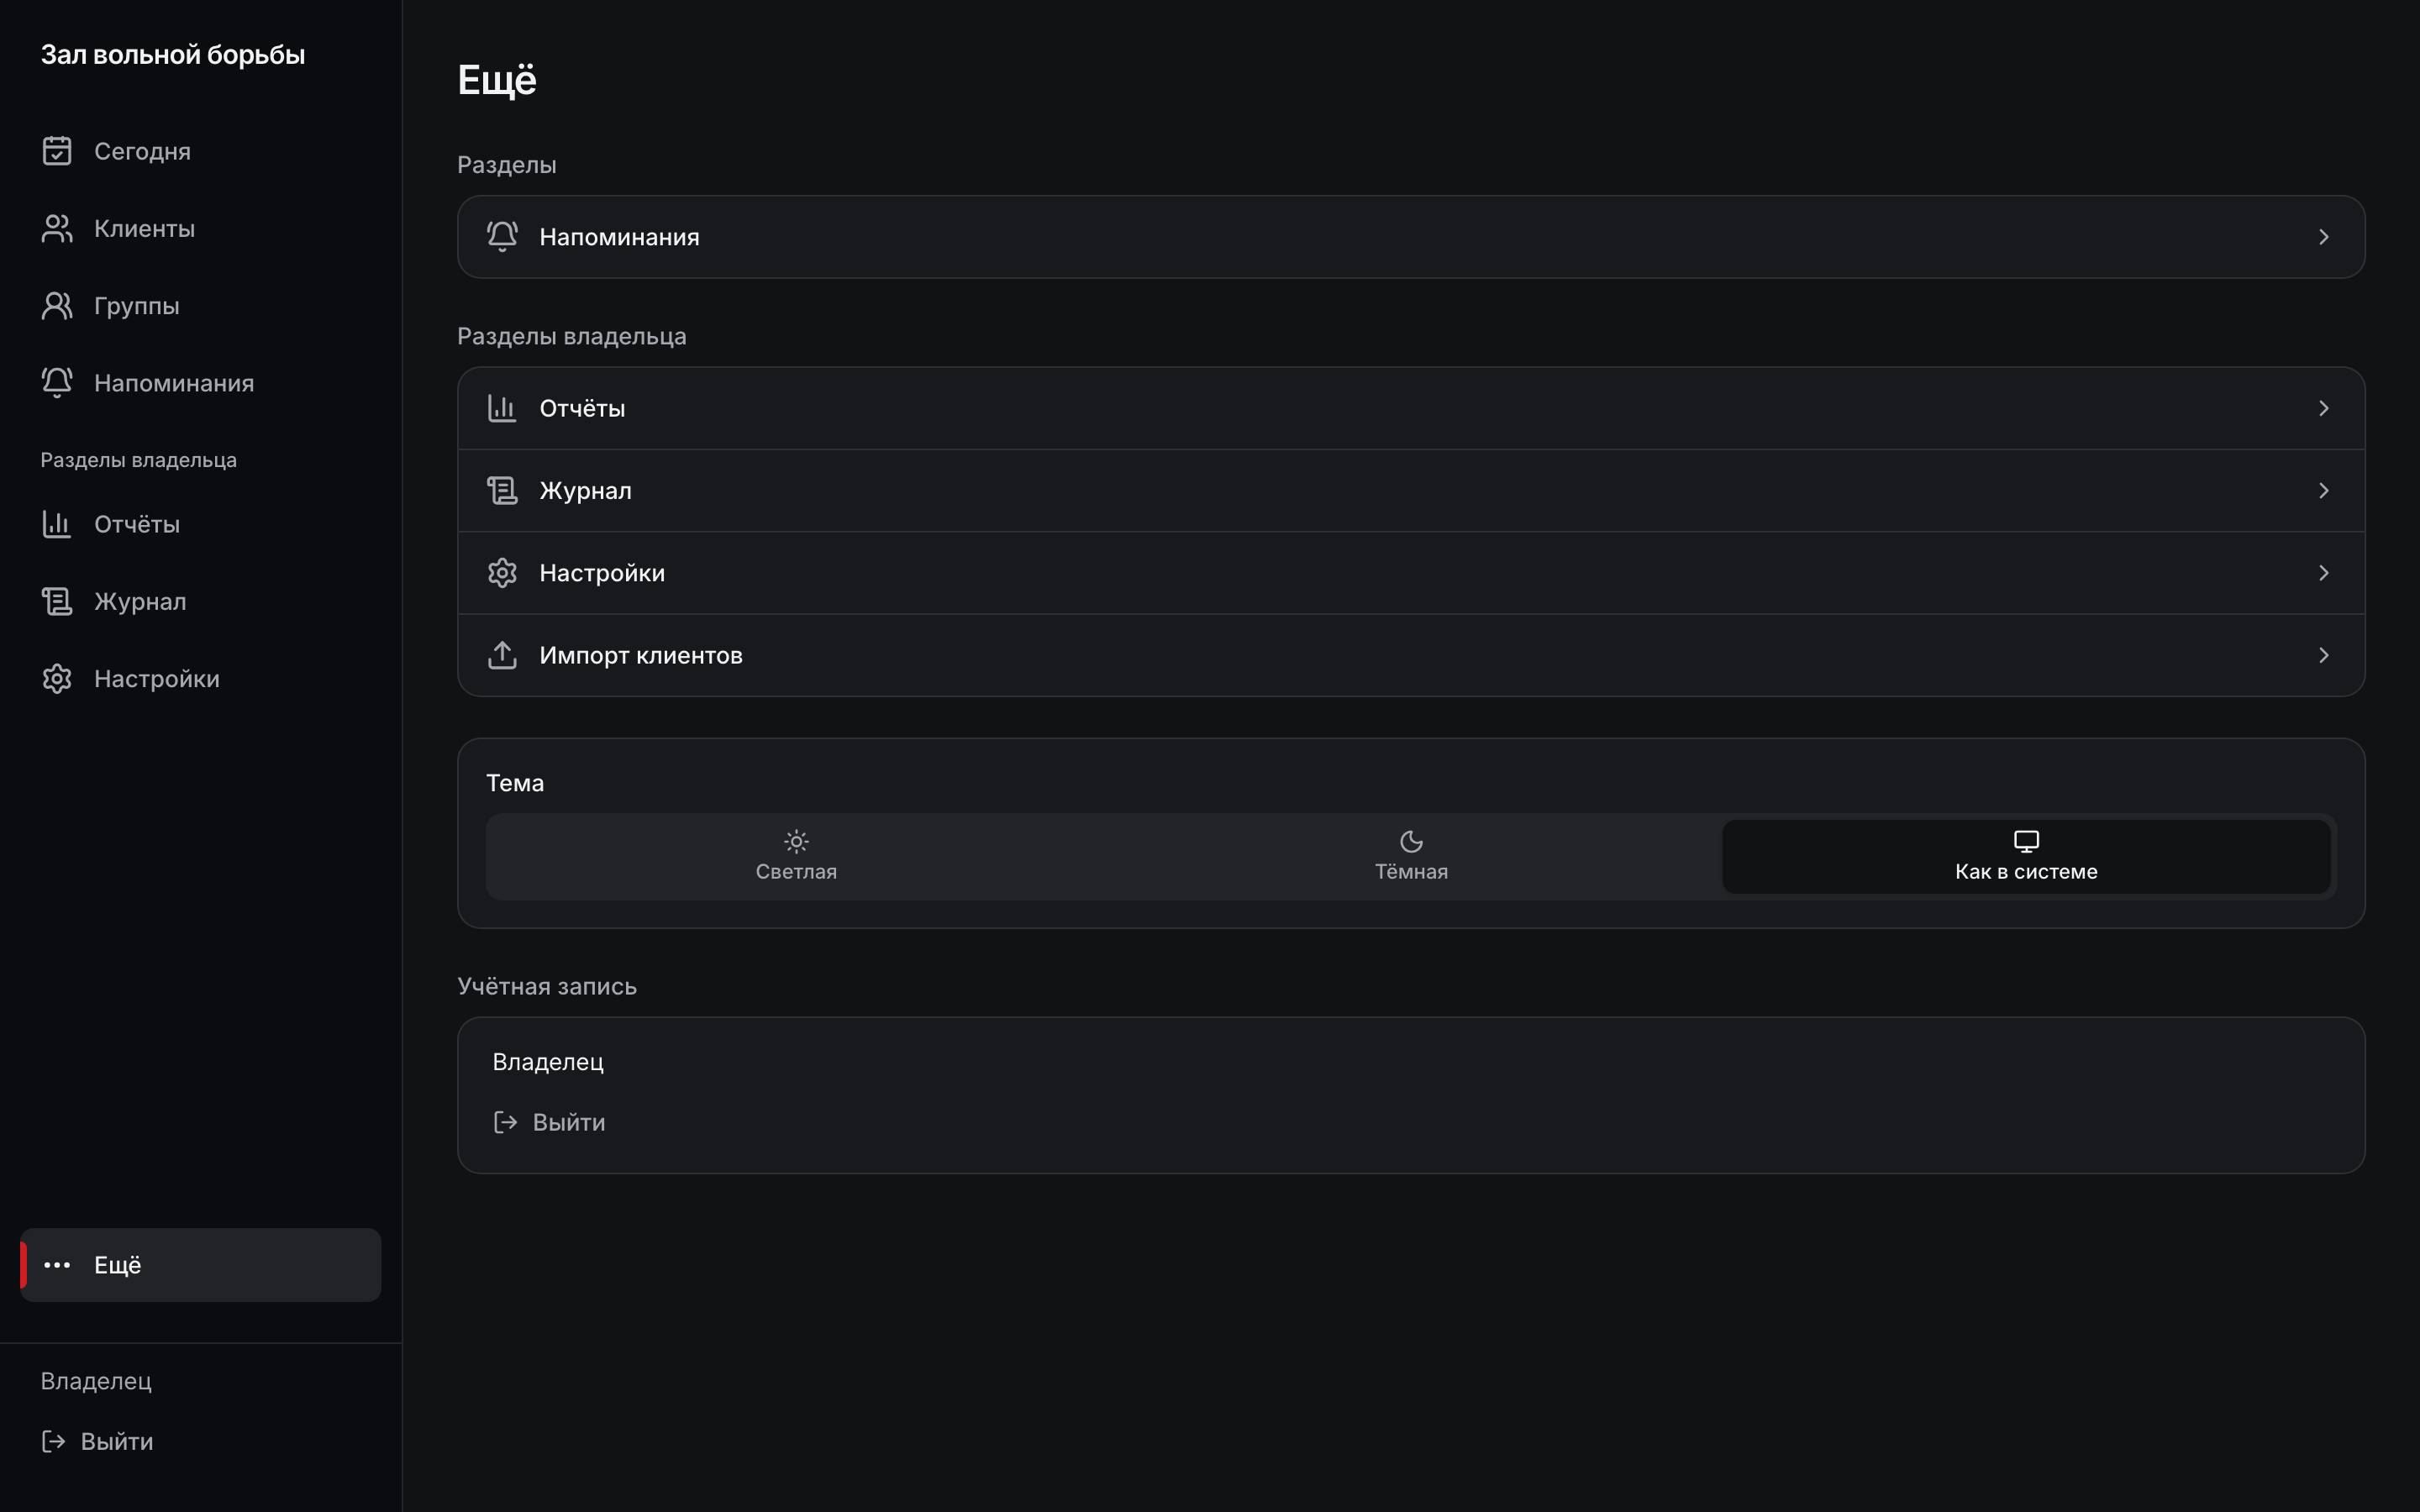 Зал вольной борьбы
Сегодня
Клиенты
Группы
Напоминания
Разделы владельца
Отчёты
Журнал
Настройки
Ещё
Владелец
Выйти
Ещё
Разделы
Напоминания
Разделы владельца
Отчёты
Журнал
Настройки
Импорт клиентов
Тема
Светлая
Тёмная
Как в системе
Учётная запись
Владелец
Выйти